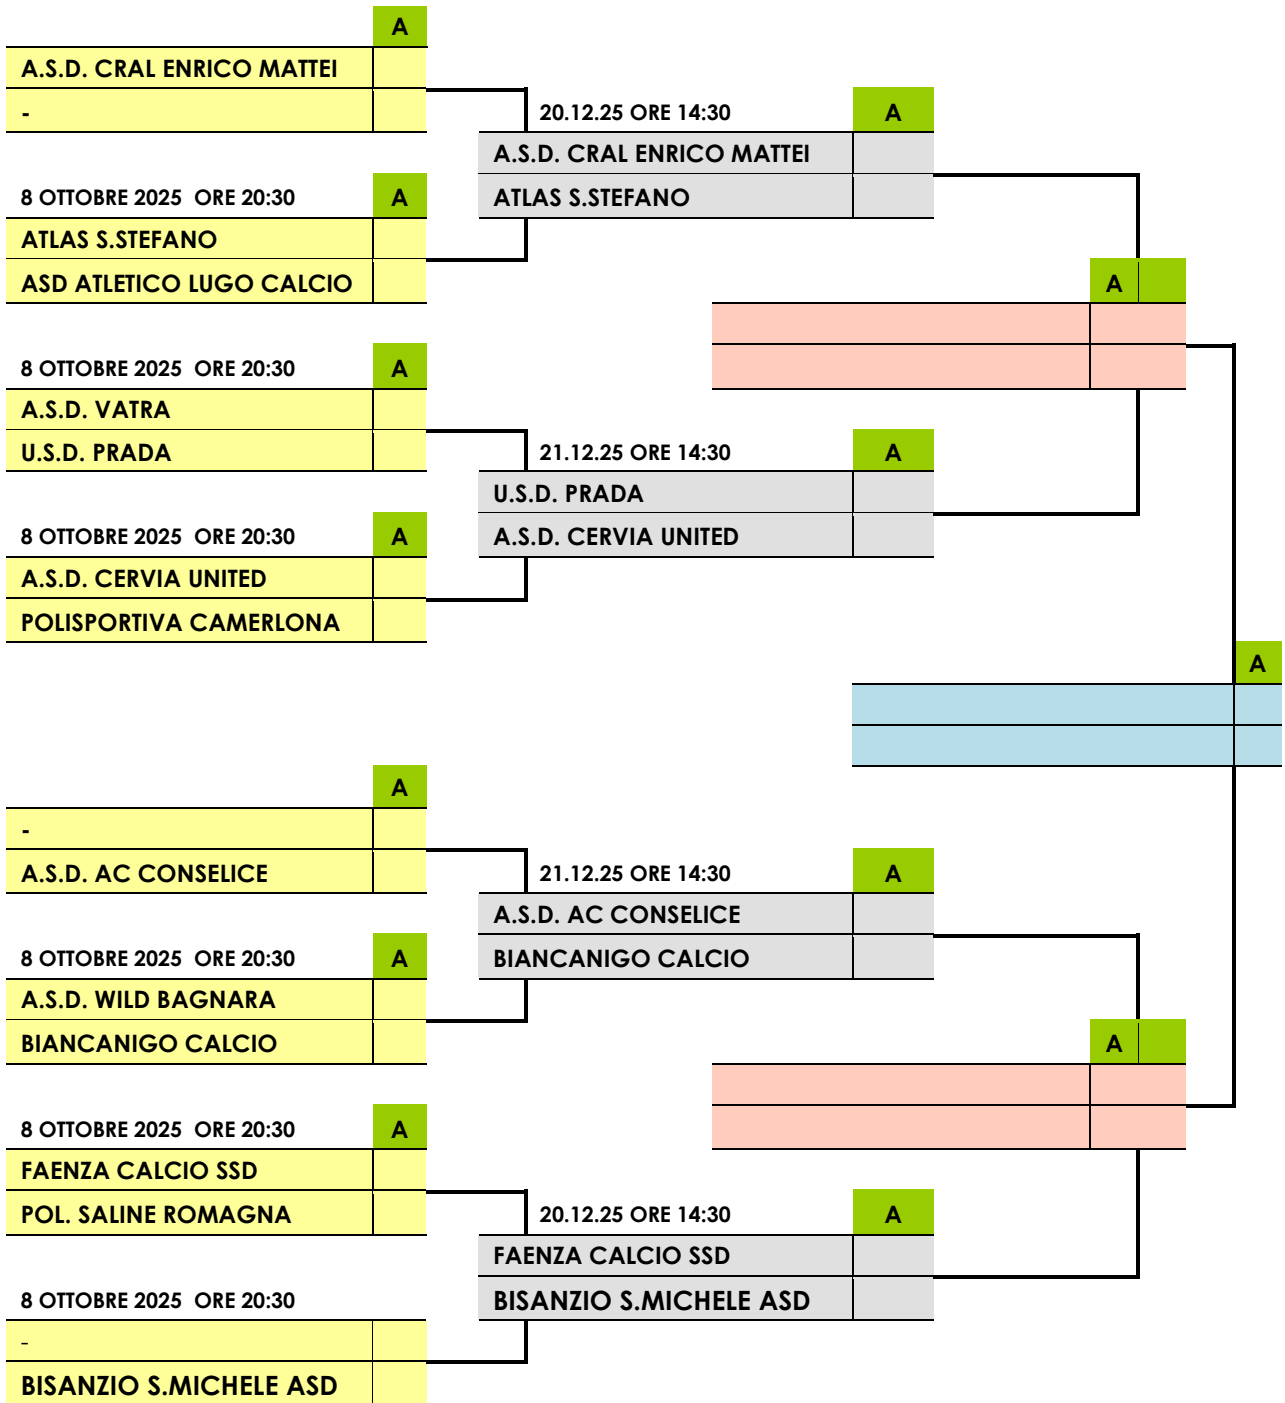 A
A.S.D. CRAL ENRICO MATTEI
-
20.12.25 ORE 14:30 A
A.S.D. CRAL ENRICO MATTEI
ATLAS S.STEFANO
8 OTTOBRE 2025 ORE 20:30 A
ATLAS S.STEFANO
ASD ATLETICO LUGO CALCIO
A
8 OTTOBRE 2025 ORE 20:30 A
A.S.D. VATRA
U.S.D. PRADA
21.12.25 ORE 14:30 A
U.S.D. PRADA
A.S.D. CERVIA UNITED
8 OTTOBRE 2025 ORE 20:30 A
A.S.D. CERVIA UNITED
POLISPORTIVA CAMERLONA
A
A
-
A.S.D. AC CONSELICE
21.12.25 ORE 14:30 A
A.S.D. AC CONSELICE
BIANCANIGO CALCIO
8 OTTOBRE 2025 ORE 20:30 A
A.S.D. WILD BAGNARA
BIANCANIGO CALCIO
A
8 OTTOBRE 2025 ORE 20:30 A
FAENZA CALCIO SSD
POL. SALINE ROMAGNA
20.12.25 ORE 14:30 A
FAENZA CALCIO SSD
BISANZIO S.MICHELE ASD
8 OTTOBRE 2025 ORE 20:30
-
BISANZIO S.MICHELE ASD